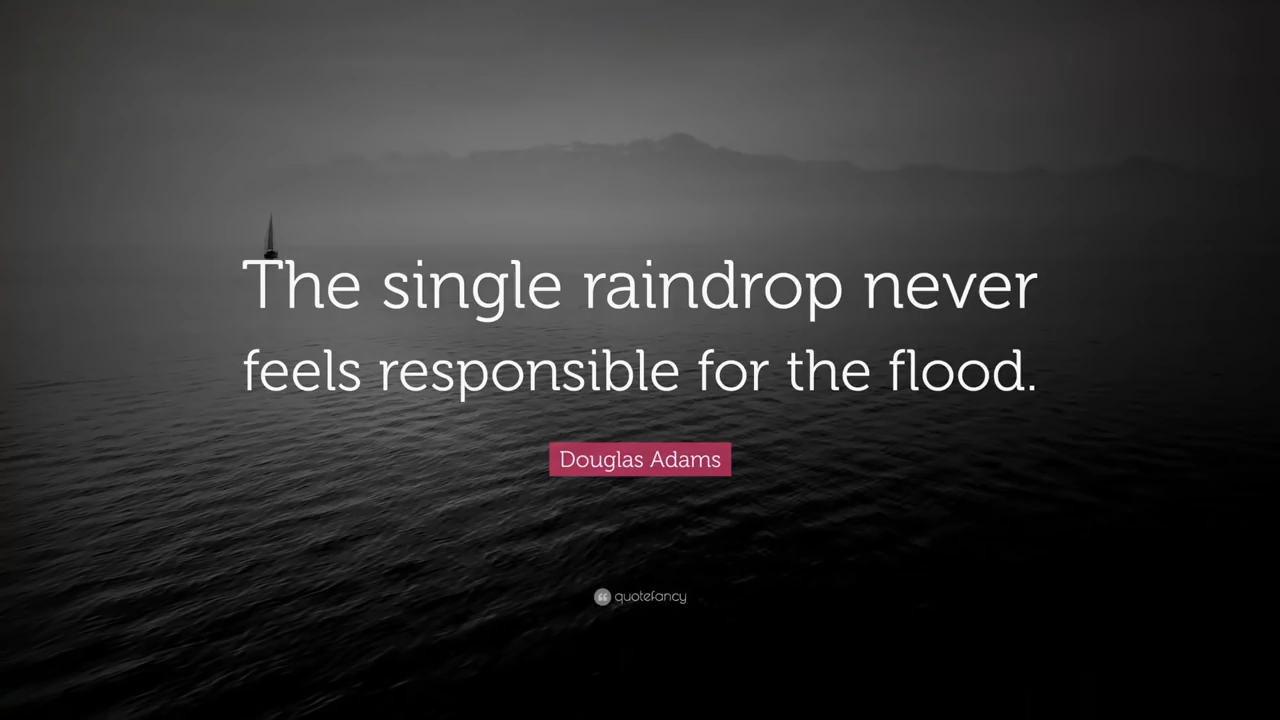 The single raindrop never
feels responsible for the flood.
Douglas Adams
quotefancy